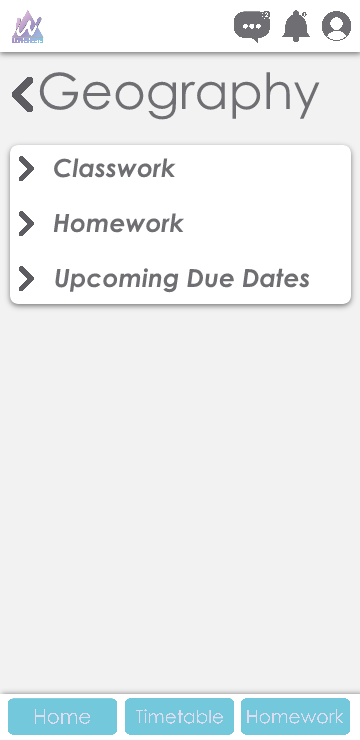 Geography
Classwork
Homework
Upcoming Due Dates
Home
Timetable
Homework